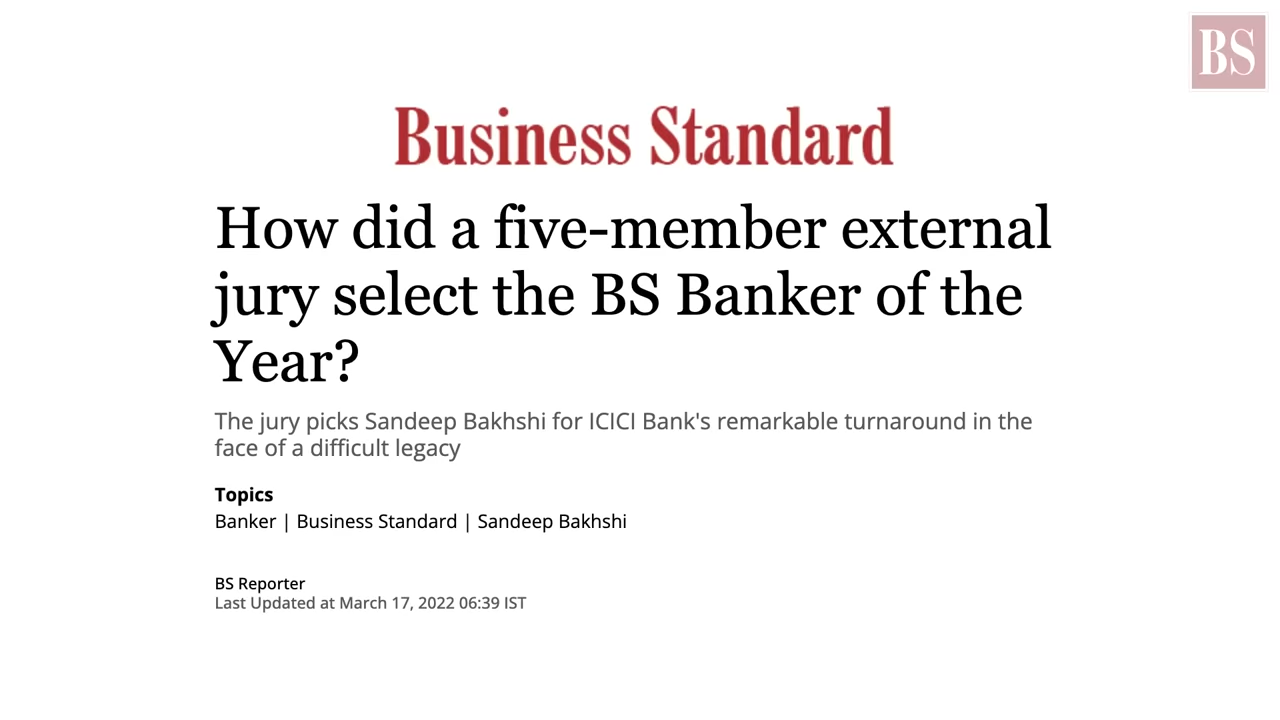 BS
Business Standard
How did a five-member external
jury select the BS Banker of the
Year?
The jury picks Sandeep Bakhshi for ICICI Bank's remarkable turnaround in the
face of a difficult legacy
Topics
Banker | Business Standard | Sandeep Bakhshi
BS Reporter
Last Updated at March 17, 2022 06:39 IST